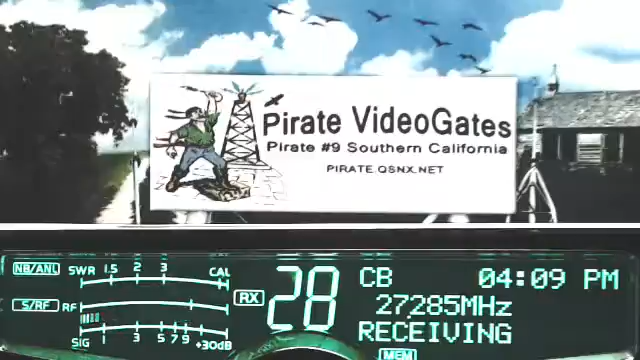 Pirate VideoGates
Pirate #9 Southern California
PIRATE.QSNX.NET
NB/ANL SWR 1.5 2 3 CAL
S/RF RF
SIG 1 3 5 7 9 +30dB
RX 28
CB 04:09 PM
27285MHz
RECEIVING
MEM